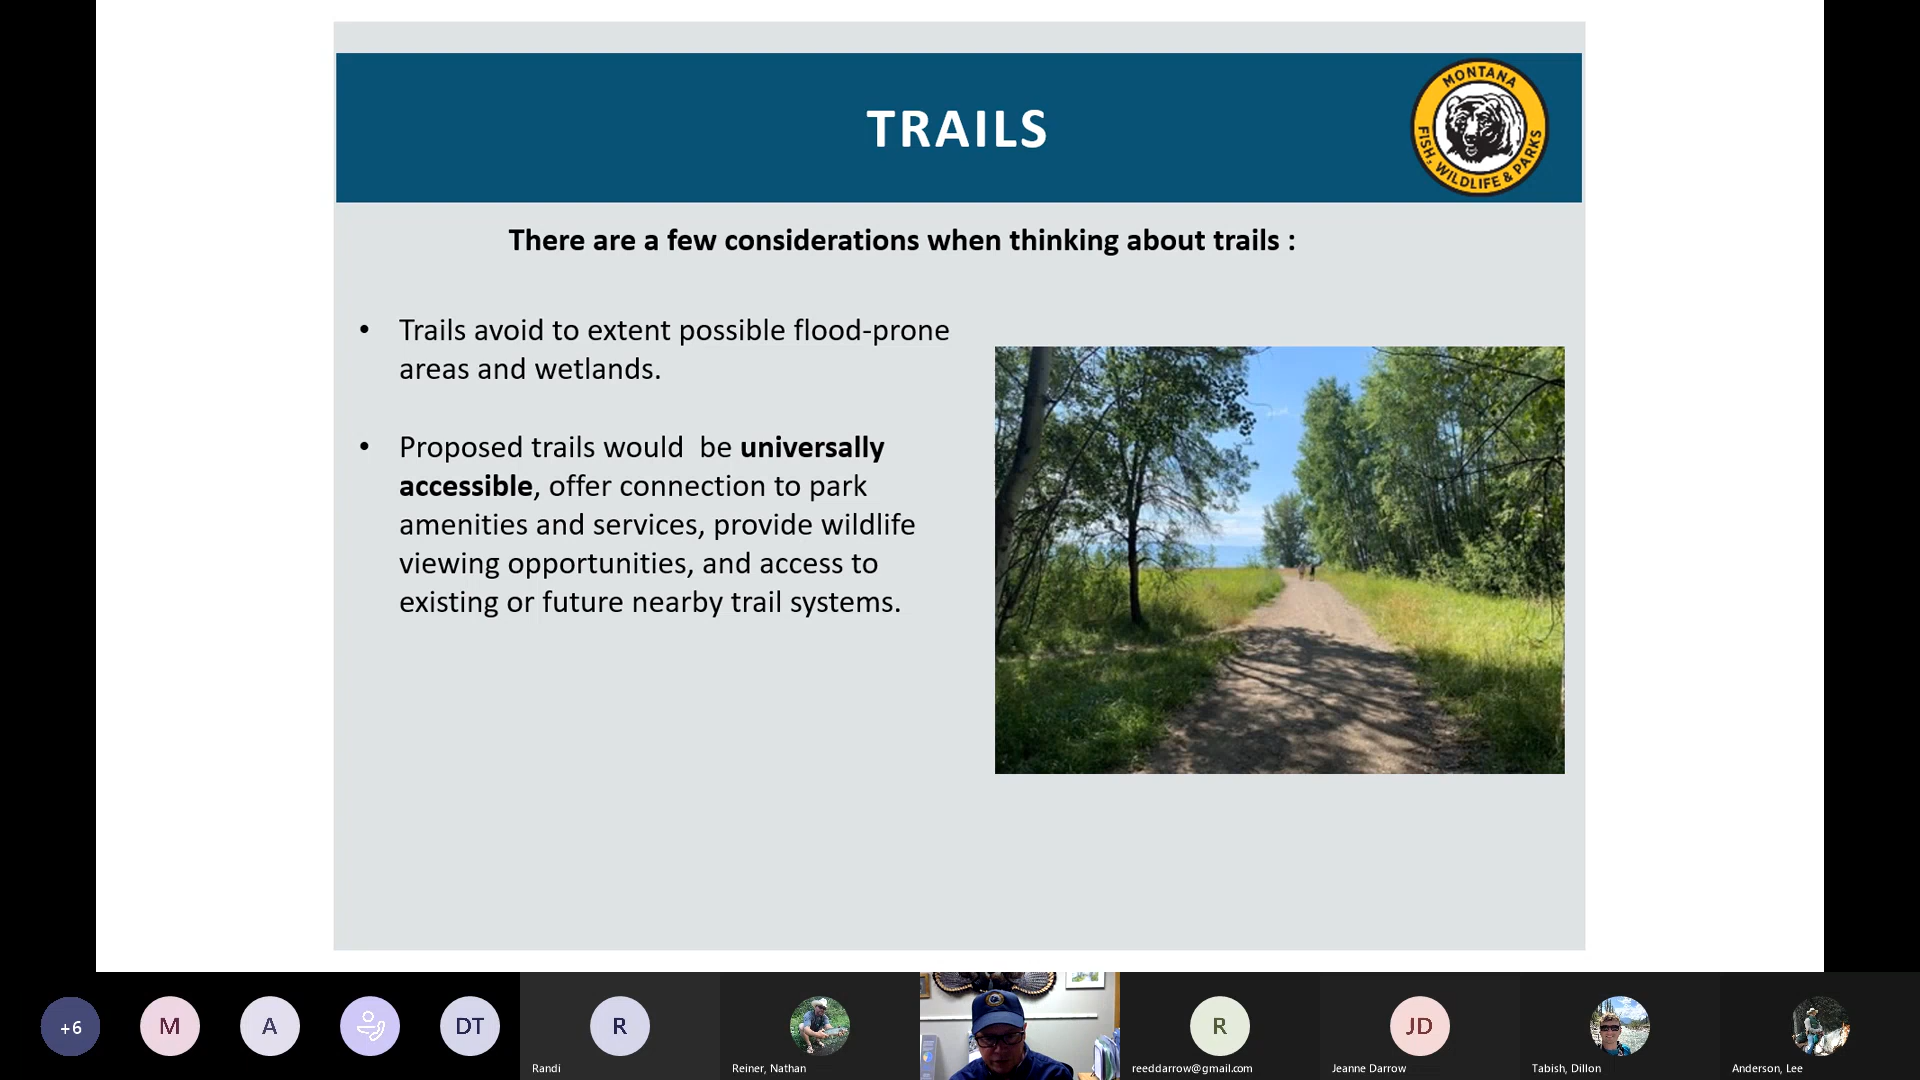 TRAILS
MONTANA
FISH, WILDLIFE & PARKS
There are a few considerations when thinking about trails :
• Trails avoid to extent possible flood-prone
areas and wetlands.
• Proposed trails would  be universally
accessible, offer connection to park
amenities and services, provide wildlife
viewing opportunities, and access to
existing or future nearby trail systems.
+6
M
A
DT
R
Randi
Reiner, Nathan
R
reeddarrow@gmail.com
JD
Jeanne Darrow
Tabish, Dillon
Anderson, Lee